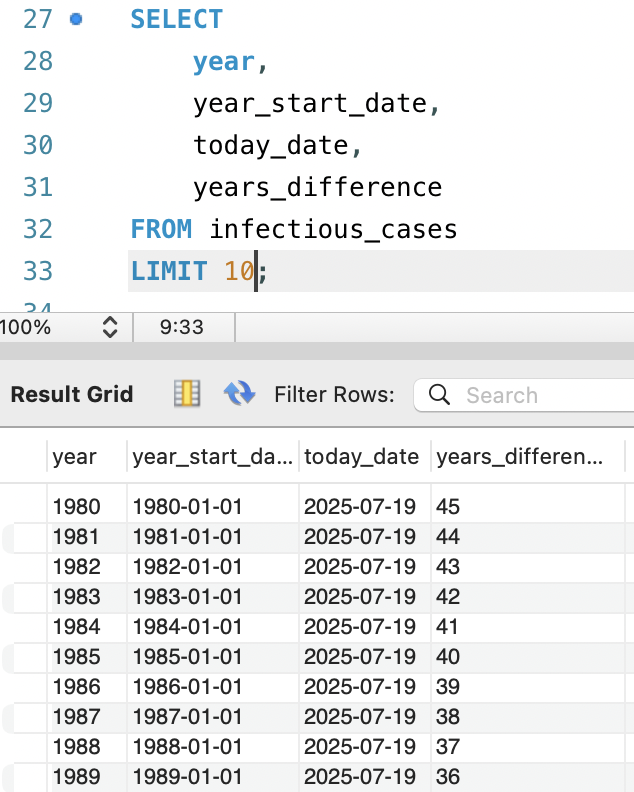 27 SELECT
28 year,
29 year_start_date,
30 today_date,
31 years_difference
32 FROM infectious_cases
33 LIMIT 10;
34
100% 9:33
Result Grid Filter Rows: Search
year year_start_da... today_date years_differen...
1980 1980-01-01 2025-07-19 45
1981 1981-01-01 2025-07-19 44
1982 1982-01-01 2025-07-19 43
1983 1983-01-01 2025-07-19 42
1984 1984-01-01 2025-07-19 41
1985 1985-01-01 2025-07-19 40
1986 1986-01-01 2025-07-19 39
1987 1987-01-01 2025-07-19 38
1988 1988-01-01 2025-07-19 37
1989 1989-01-01 2025-07-19 36